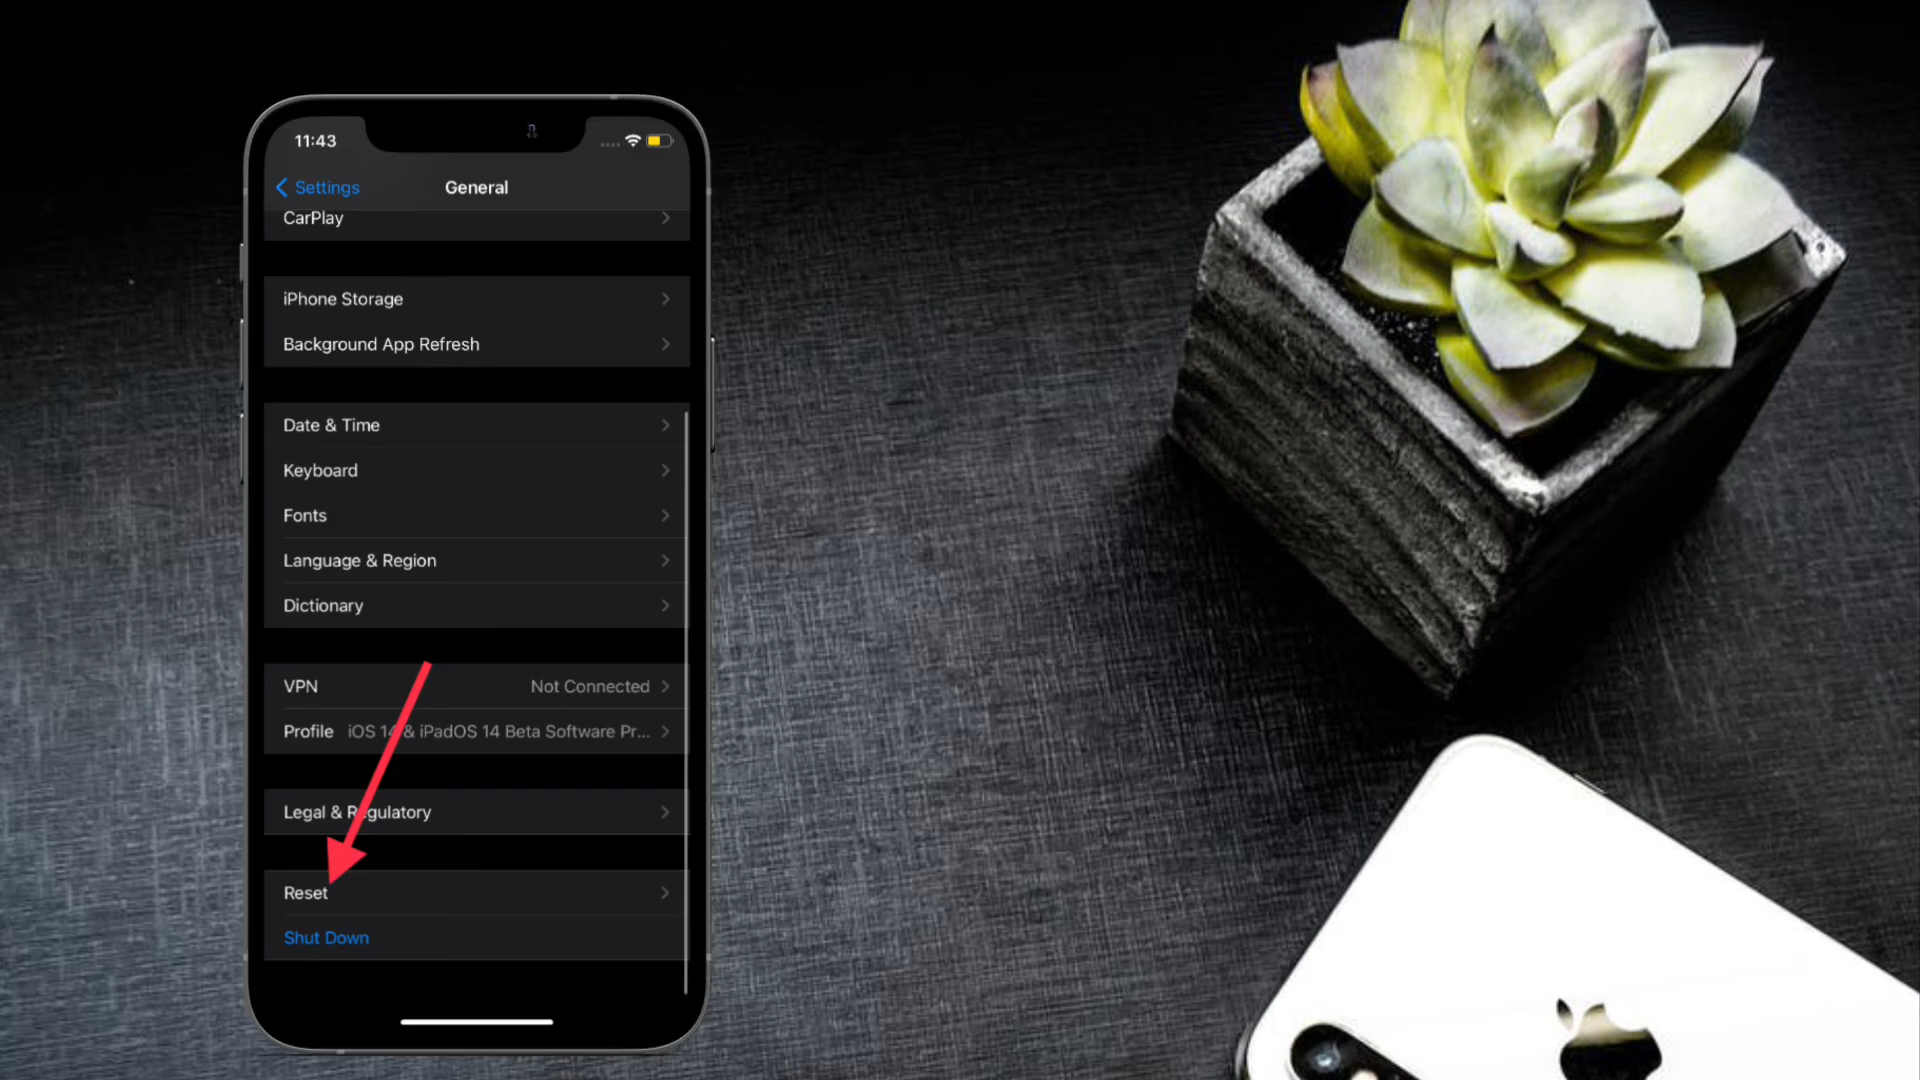 11:43
Settings
General
CarPlay
iPhone Storage
Background App Refresh
Date & Time
Keyboard
Fonts
Language & Region
Dictionary
VPN Not Connected
Profile iOS 14 & iPadOS 14 Beta Software Pr...
Legal & Regulatory
Reset
Shut Down